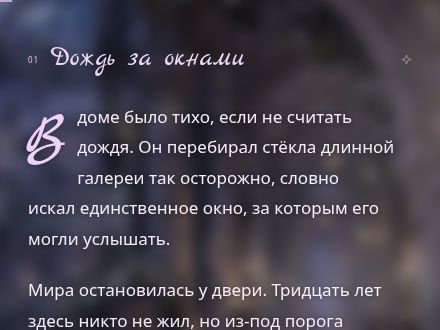 01 Дождь за окнами
В доме было тихо, если не считать
дождя. Он перебирал стёкла длинной
галереи так осторожно, словно
искал единственное окно, за которым его
могли услышать.
Мира остановилась у двери. Тридцать лет
здесь никто не жил, но из-под порога